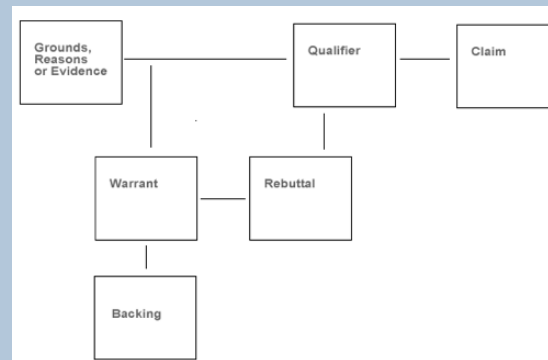 Grounds,
Reasons
or Evidence
Qualifier
Claim
Warrant
Rebuttal
Backing